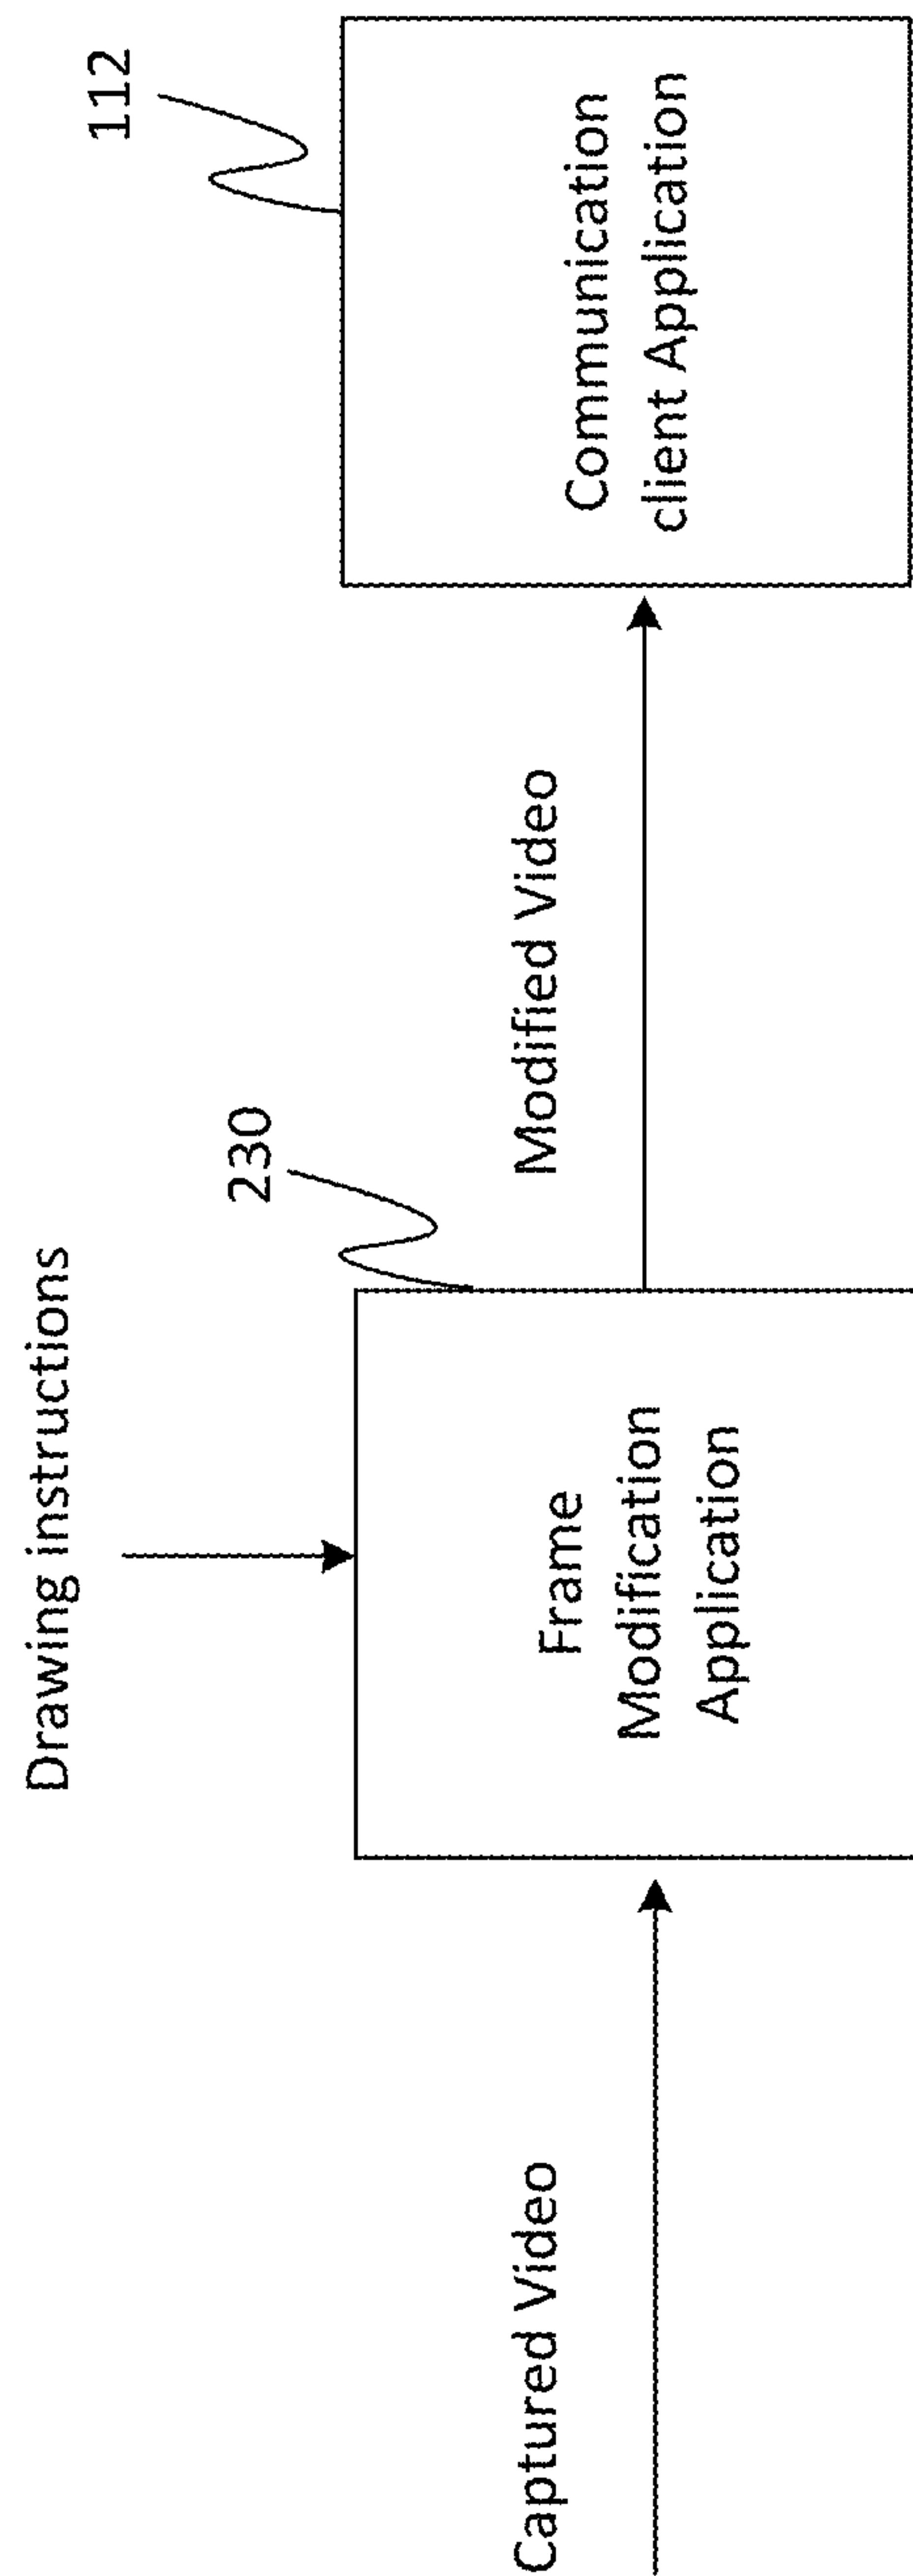 Drawing instructions
Captured Video
Frame
Modification
Application
230
Modified Video
Communication
client Application
112